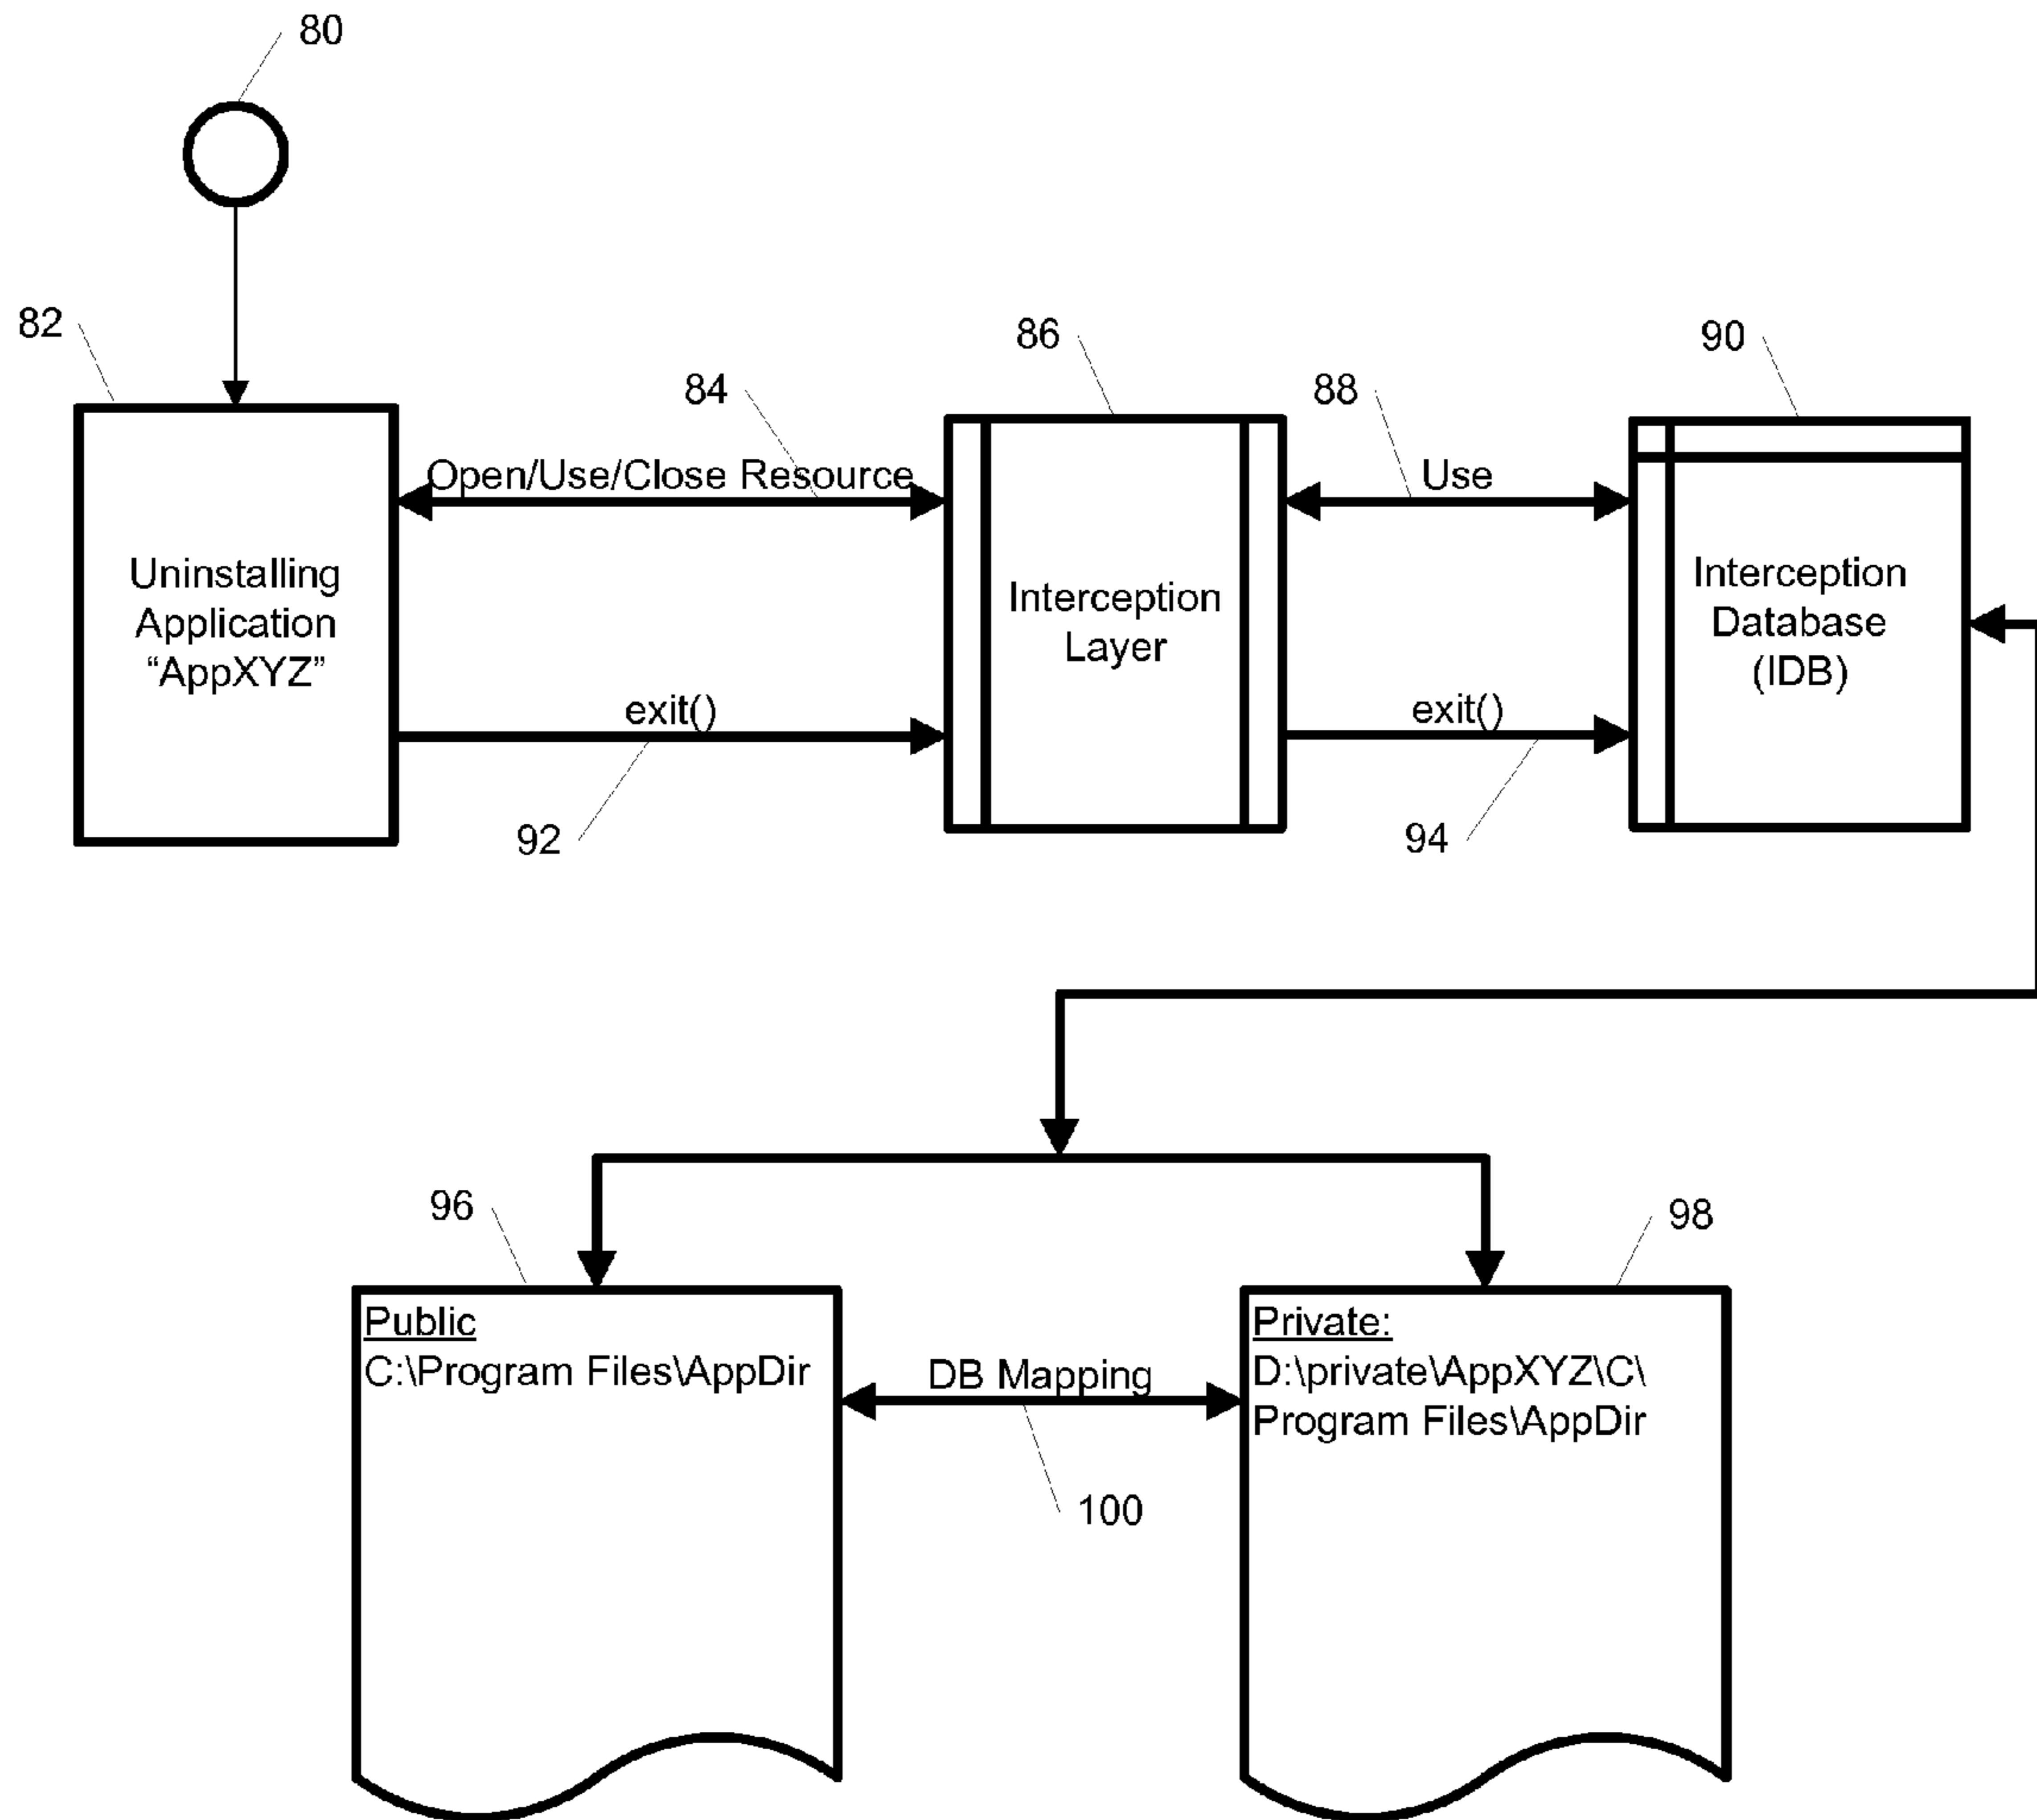 80
82
86
90
84
88
Open/Use/Close Resource
Use
Uninstalling
Application
“AppXYZ”
Interception
Layer
Interception
Database
(IDB)
exit()
exit()
92
94
96
98
Public
C:\Program Files\AppDir
DB Mapping
Private:
D:\private\AppXYZ\C\
Program Files\AppDir
100